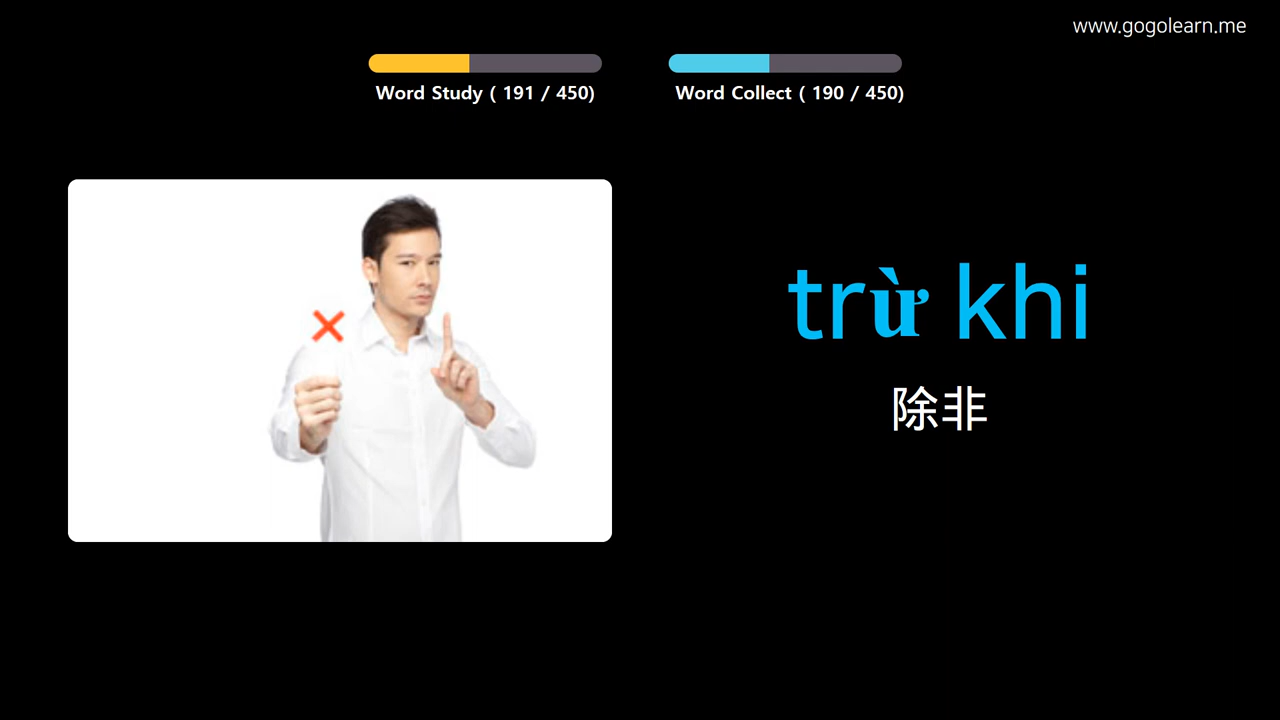 www.gogolearn.me
Word Study ( 191 / 450)
Word Collect ( 190 / 450)
trừ khi
除非